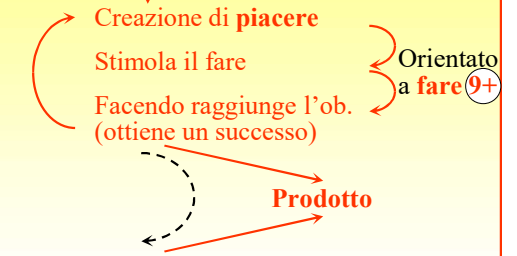 Creazione di piacere
Stimola il fare
Orientato
a fare 9+
Facendo raggiunge l'ob.
(ottiene un successo)
Prodotto